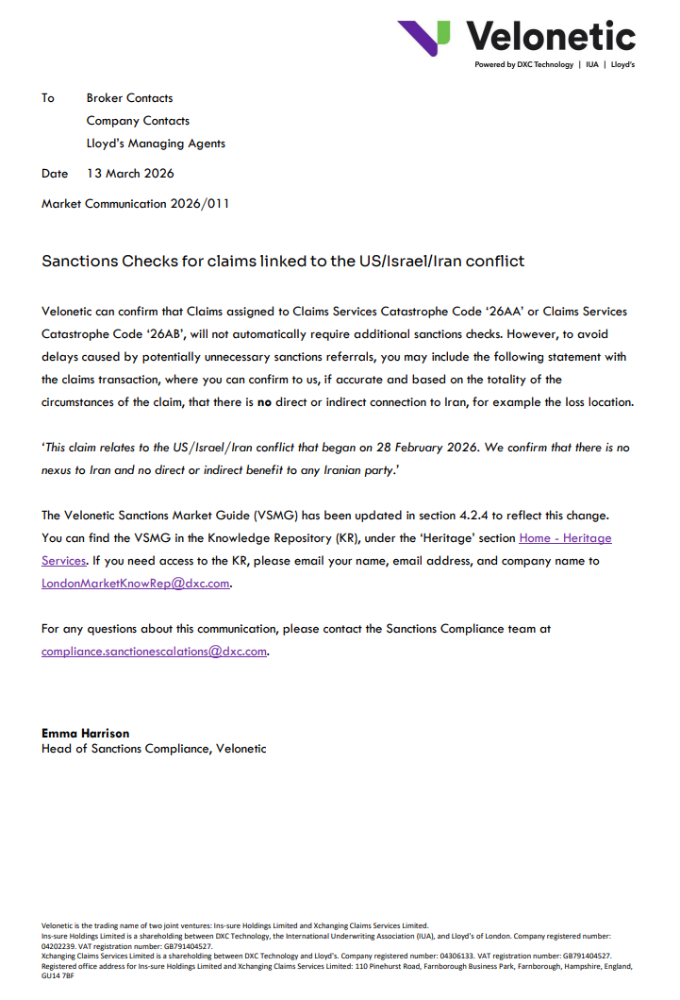 Velonetic
Powered by DXC Technology | IUA | Lloyd's
To Broker Contacts
Company Contacts
Lloyd's Managing Agents
Date 13 March 2026
Market Communication 2026/011
Sanctions Checks for claims linked to the US/Israel/Iran conflict
Velonetic can confirm that Claims assigned to Claims Services Catastrophe Code ‘26AA’ or Claims Services
Catastrophe Code ‘26AB’, will not automatically require additional sanctions checks. However, to avoid
delays caused by potentially unnecessary sanctions referrals, you may include the following statement with
the claims transaction, where you can confirm to us, if accurate and based on the totality of the
circumstances of the claim, that there is no direct or indirect connection to Iran, for example the loss location.
‘This claim relates to the US/Israel/Iran conflict that began on 28 February 2026. We confirm that there is no
nexus to Iran and no direct or indirect benefit to any Iranian party.’
The Velonetic Sanctions Market Guide (VSMG) has been updated in section 4.2.4 to reflect this change.
You can find the VSMG in the Knowledge Repository (KR), under the ‘Heritage’ section Home - Heritage
Services. If you need access to the KR, please email your name, email address, and company name to
LondonMarketKnowRep@dxc.com.
For any questions about this communication, please contact the Sanctions Compliance team at
compliance.sanctionescalations@dxc.com.
Emma Harrison
Head of Sanctions Compliance, Velonetic
Velonetic is the trading name of two joint ventures: Ins-sure Holdings Limited and Xchanging Claims Services Limited.
Ins-sure Holdings Limited is a shareholding between DXC Technology, the International Underwriting Association (IUA), and Lloyd's of London. Company registered number:
04202239. VAT registration number: GB791404527.
Xchanging Claims Services Limited is a shareholding between DXC Technology and Lloyd's. Company registered number: 04306133. VAT registration number: GB791404527.
Registered office address for Ins-sure Holdings Limited and Xchanging Claims Services Limited: 110 Pinehurst Road, Farnborough Business Park, Farnborough, Hampshire, England,
GU14 7BF